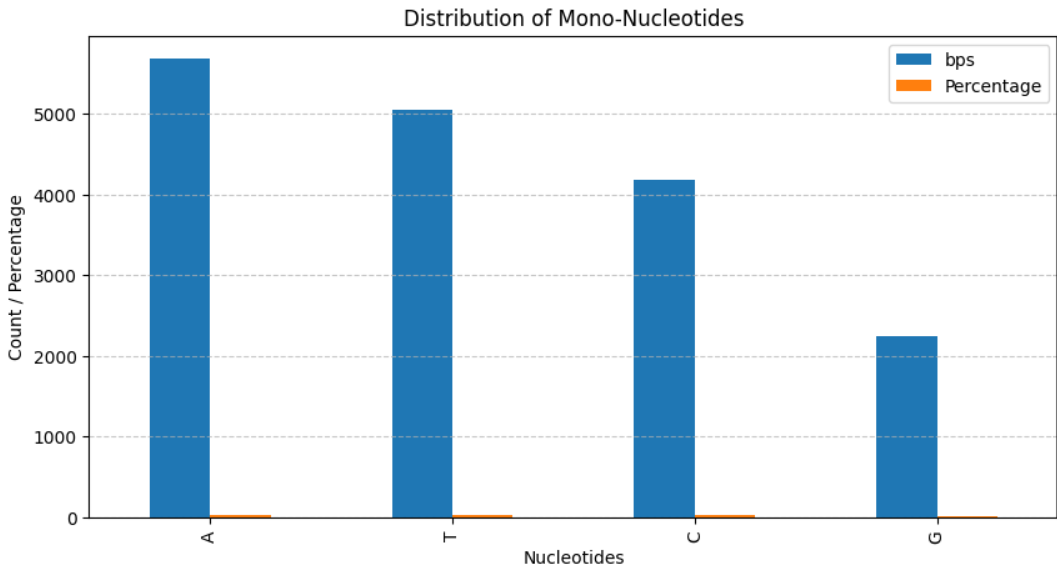 Distribution of Mono-Nucleotides
bps
Percentage
Count / Percentage
5000
4000
3000
2000
1000
0
A
T
C
G
Nucleotides